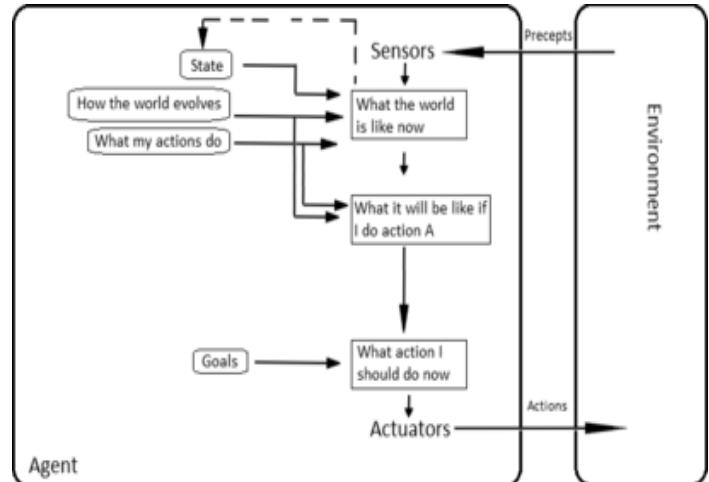 Sensors
Precepts
State
How the world evolves
What my actions do
What the world
is like now
Environment
What it will be like if
I do action A
Goals
What action I
should do now
Actuators
Actions
Agent